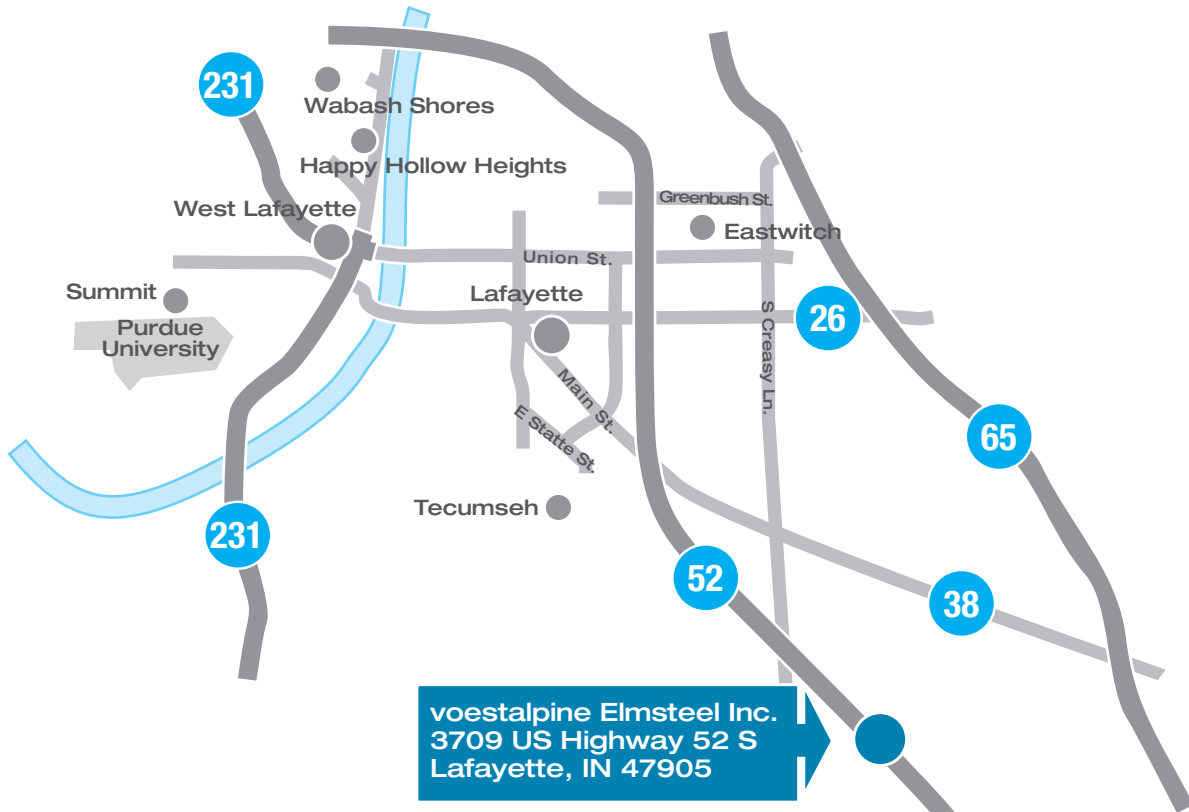 231
Wabash Shores
Happy Hollow Heights
West Lafayette
Greenbush St.
Eastwitch
Union St.
Summit
Lafayette
Purdue
University
26
S Creasy Ln.
Main St.
E Statte St.
65
Tecumseh
231
52
38
voestalpine Elmsteel Inc.
3709 US Highway 52 S
Lafayette, IN 47905